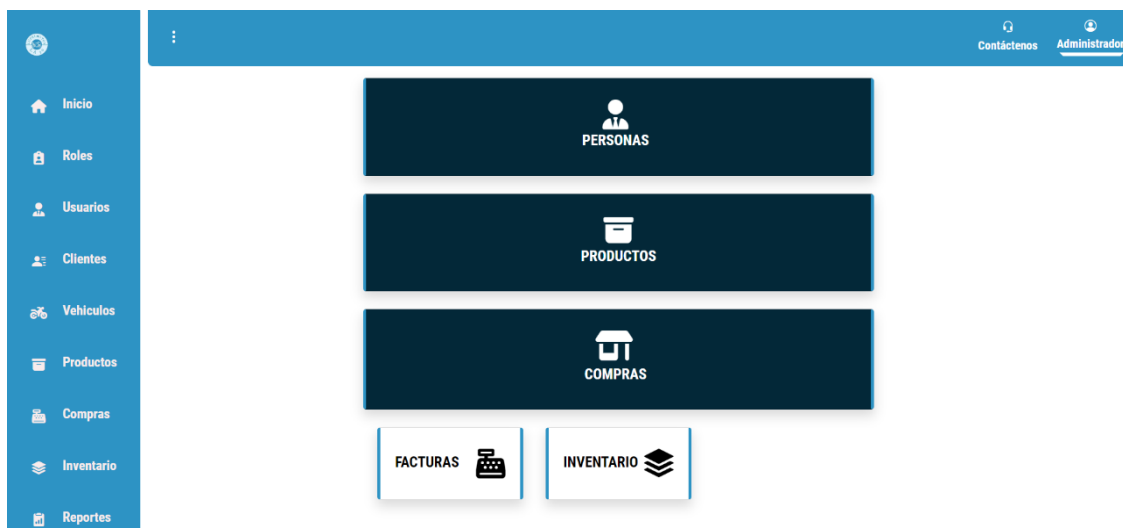 Contáctenos
Administrador
Inicio
Roles
Usuarios
Clientes
Vehiculos
Productos
Compras
Inventario
Reportes
PERSONAS
PRODUCTOS
COMPRAS
FACTURAS
INVENTARIO